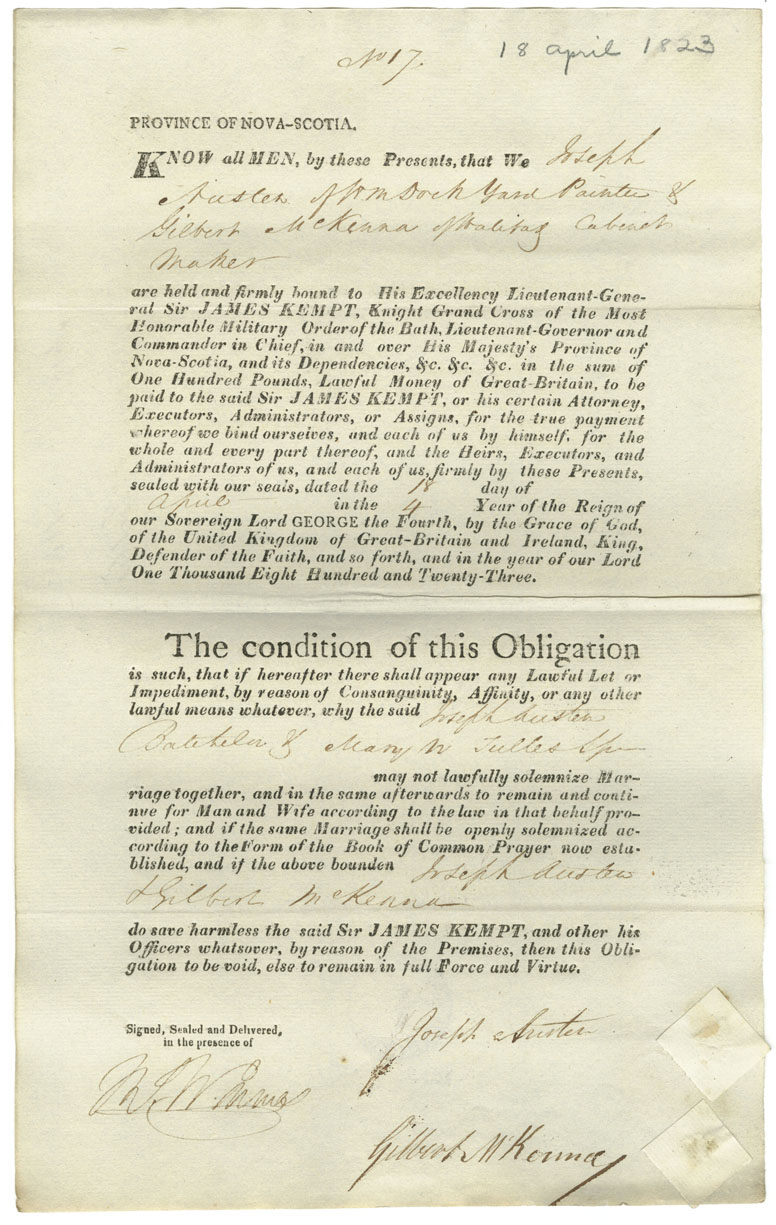 No 17.
18 april 1823
PROVINCE OF NOVA-SCOTIA.
KNOW all MEN, by these Presents, that We Joseph
Austen of Dock Yard Painter &
Gilbert McKenna of Halifax Cabinet
Maker
are held and firmly bound to His Excellency Lieutenant-Gene-
ral Sir JAMES KEMPT, Knight Grand Cross of the Most
Honorable Military Order of the Bath, Lieutenant-Governor and
Commander in Chief, in and over His Majesty's Province of
Nova-Scotia, and its Dependencies, &c. &c. &c. in the sum of
One Hundred Pounds, Lawful Money of Great-Britain, to be
paid to the said Sir JAMES KEMPT, or his certain Attorney,
Executors, Administrators, or Assigns, for the true payment
whereof we bind ourselves, and each of us by himself, for the
whole and every part thereof, and the Heirs, Executors, and
Administrators of us, and each of us, firmly by these Presents,
sealed with our seals, dated the 18 day of
April in the 4 Year of the Reign of
our Sovereign Lord GEORGE the Fourth, by the Grace of God,
of the United Kingdom of Great-Britain and Ireland, King,
Defender of the Faith, and so forth, and in the year of our Lord
One Thousand Eight Hundred and Twenty-Three.
The condition of this Obligation
is such, that if hereafter there shall appear any Lawful Let or
Impediment, by reason of Consanguinity, Affinity, or any other
lawful means whatever, why the said Joseph Austen
Batchelor & Mary
may not lawfully solemnize Mar-
riage together, and in the same afterwards to remain and conti-
nue for Man and Wife according to the law in that behalf pro-
vided; and if the same Marriage shall be openly solemnized ac-
cording to the Form of the Book of Common Prayer now esta-
blished, and if the above bounden Joseph Austen
& Gilbert McKenna
do save harmless the said Sir JAMES KEMPT, and other his
Officers whatsover, by reason of the Premises, then this Obli-
gation to be void, else to remain in full Force and Virtue.
Signed, Sealed and Delivered,
in the presence of
Joseph Austen
Gilbert McKenna